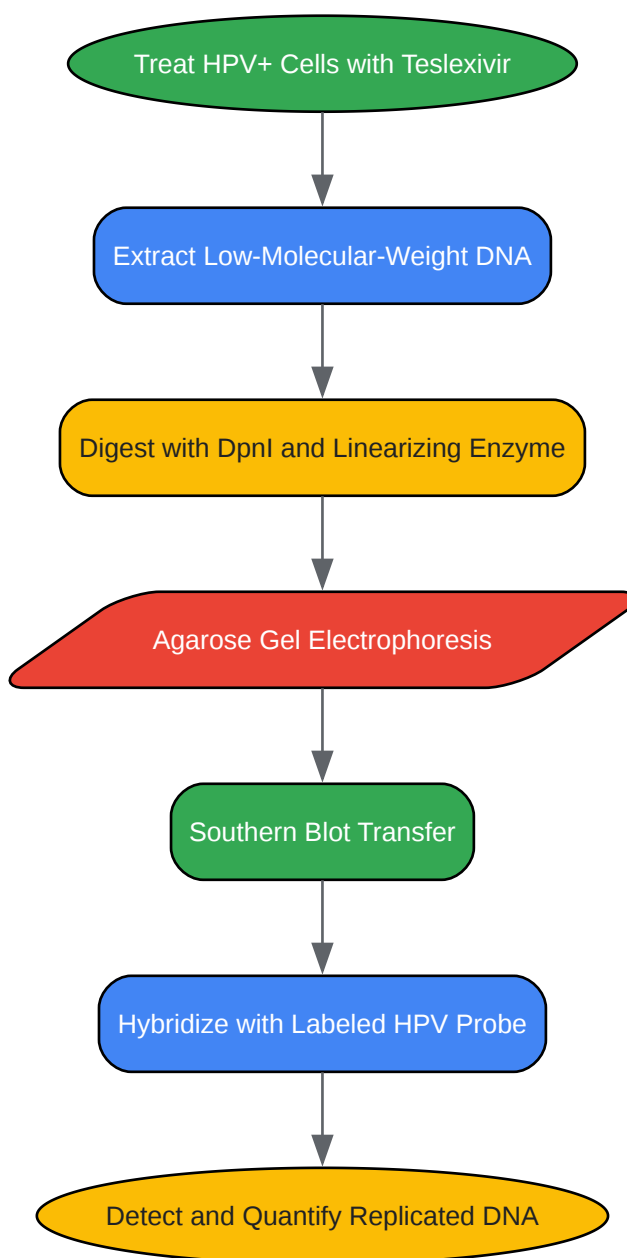 Treat HPV+ Cells with Teslexivir
Extract Low-Molecular-Weight DNA
Digest with DpnI and Linearizing Enzyme
Agarose Gel Electrophoresis
Southern Blot Transfer
Hybridize with Labeled HPV Probe
Detect and Quantify Replicated DNA